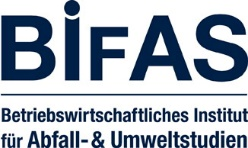 BiFAS
Betriebswirtschaftliches Institut
für Abfall- & Umweltstudien